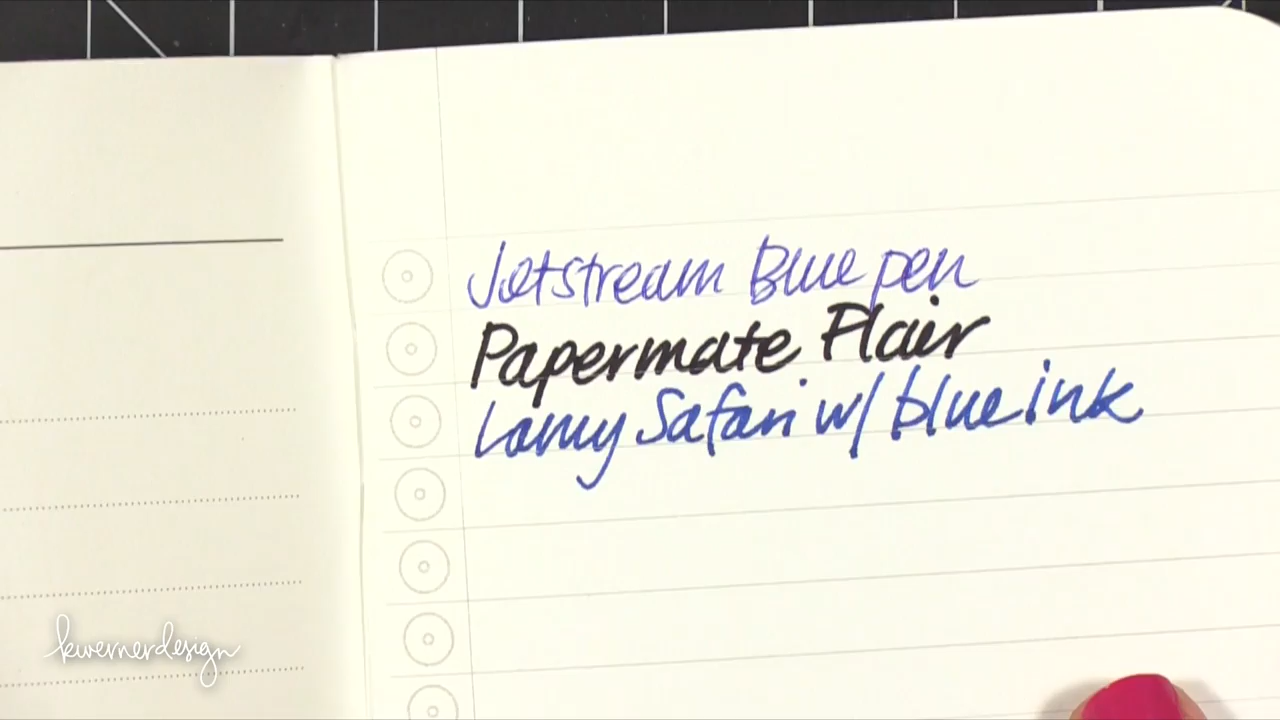 Jetstream Blue pen
Papermate Flair
Lamy Safari w/ blue ink
kwernerdesign